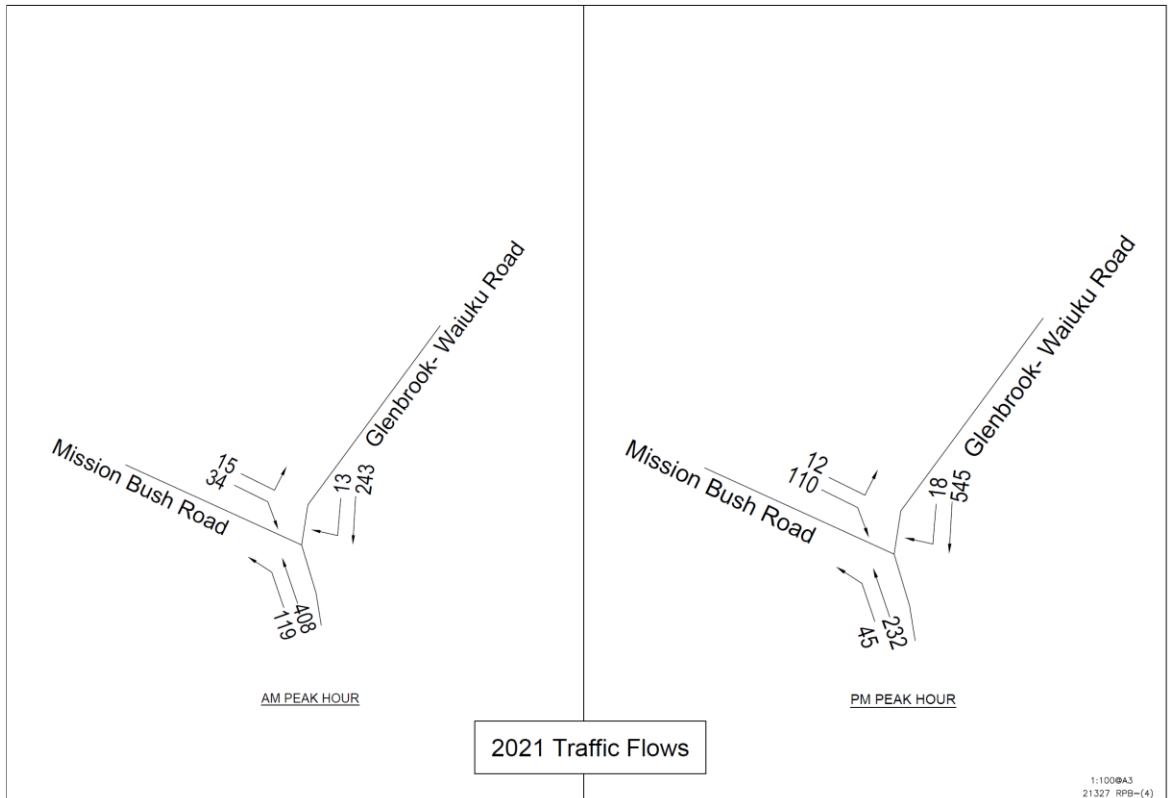 Glenbrook- Waiuku Road
Mission Bush Road
15
34
13
243
119
408
AM PEAK HOUR
Glenbrook- Waiuku Road
Mission Bush Road
12
110
18
545
45
232
PM PEAK HOUR
2021 Traffic Flows
1:100@A3
21327 RPB-(4)